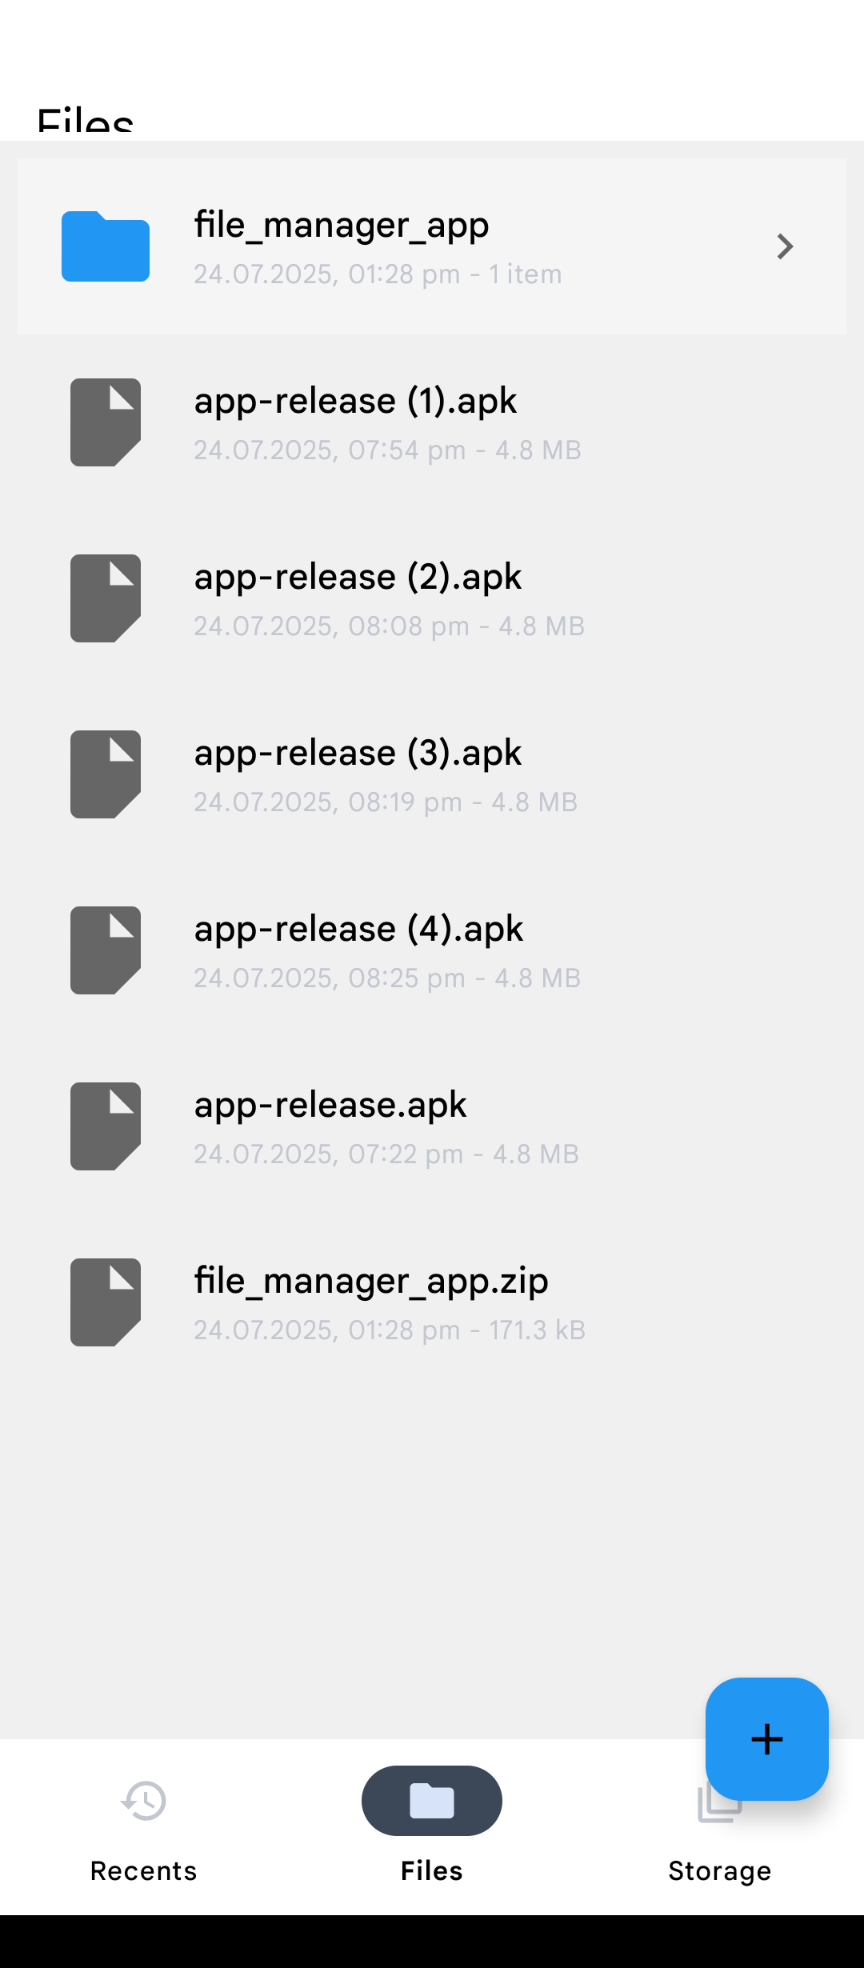 Files
file_manager_app
24.07.2025, 01:28 pm - 1 item
app-release (1).apk
24.07.2025, 07:54 pm - 4.8 MB
app-release (2).apk
24.07.2025, 08:08 pm - 4.8 MB
app-release (3).apk
24.07.2025, 08:19 pm - 4.8 MB
app-release (4).apk
24.07.2025, 08:25 pm - 4.8 MB
app-release.apk
24.07.2025, 07:22 pm - 4.8 MB
file_manager_app.zip
24.07.2025, 01:28 pm - 171.3 kB
Recents
Files
Storage